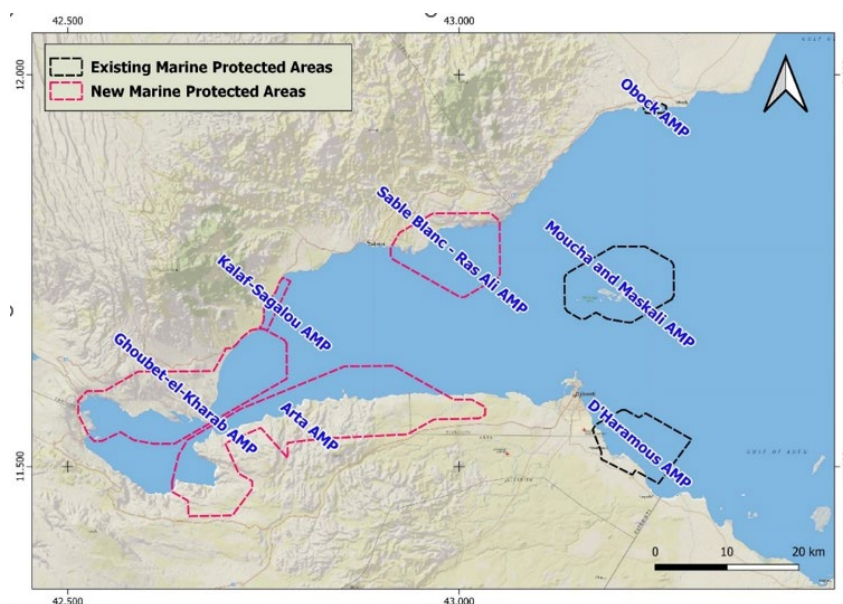 42.500
43.000
12.000
Existing Marine Protected Areas
New Marine Protected Areas
Obock AMP
Sable Blanc - Ras Ali AMP
Moucha and Maskali AMP
Kalaf-Sagalou AMP
Ghoubet-el-Kharab AMP
Arta AMP
D'Haramous AMP
11.500
0
10
20 km
42.500
43.000